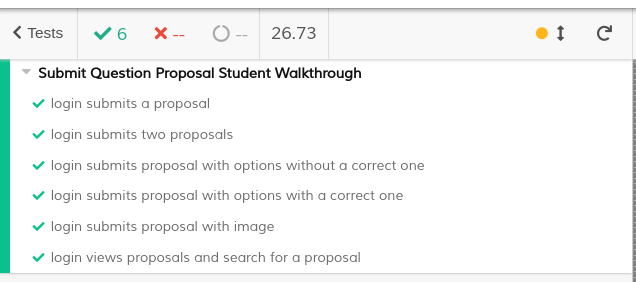 Tests 6 -- -- 26.73
Submit Question Proposal Student Walkthrough
login submits a proposal
login submits two proposals
login submits proposal with options without a correct one
login submits proposal with options with a correct one
login submits proposal with image
login views proposals and search for a proposal